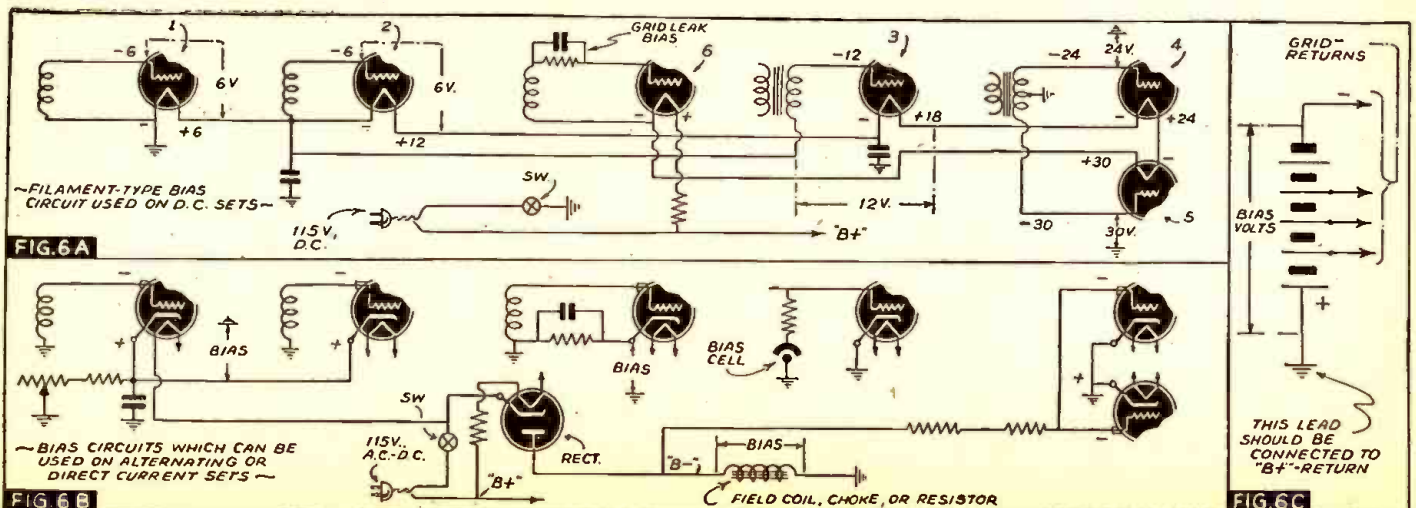 1
-6
6V
+6
2
-6
6V.
+12
GRID LEAK
BIAS
6
-
+
-12
3
-
+18
12V.
-24
24V.
4
-
+24
+30
-
-30
30V.
5
~FILAMENT-TYPE BIAS
CIRCUIT USED ON D.C. SETS~
115V.,
D.C.
SW.
"B+"
FIG.6A
-
+
BIAS
-
BIAS
BIAS
CELL
-
+
-
~BIAS CIRCUITS WHICH CAN BE
USED ON ALTERNATING OR
DIRECT CURRENT SETS~
SW
115V.,
A.C.-D.C.
"B+"
RECT.
"B-"
BIAS
FIELD COIL, CHOKE, OR RESISTOR
FIG.6B
GRID-
RETURNS
-
BIAS
VOLTS
+
THIS LEAD
SHOULD BE
CONNECTED TO
"B+"-RETURN
FIG.6C